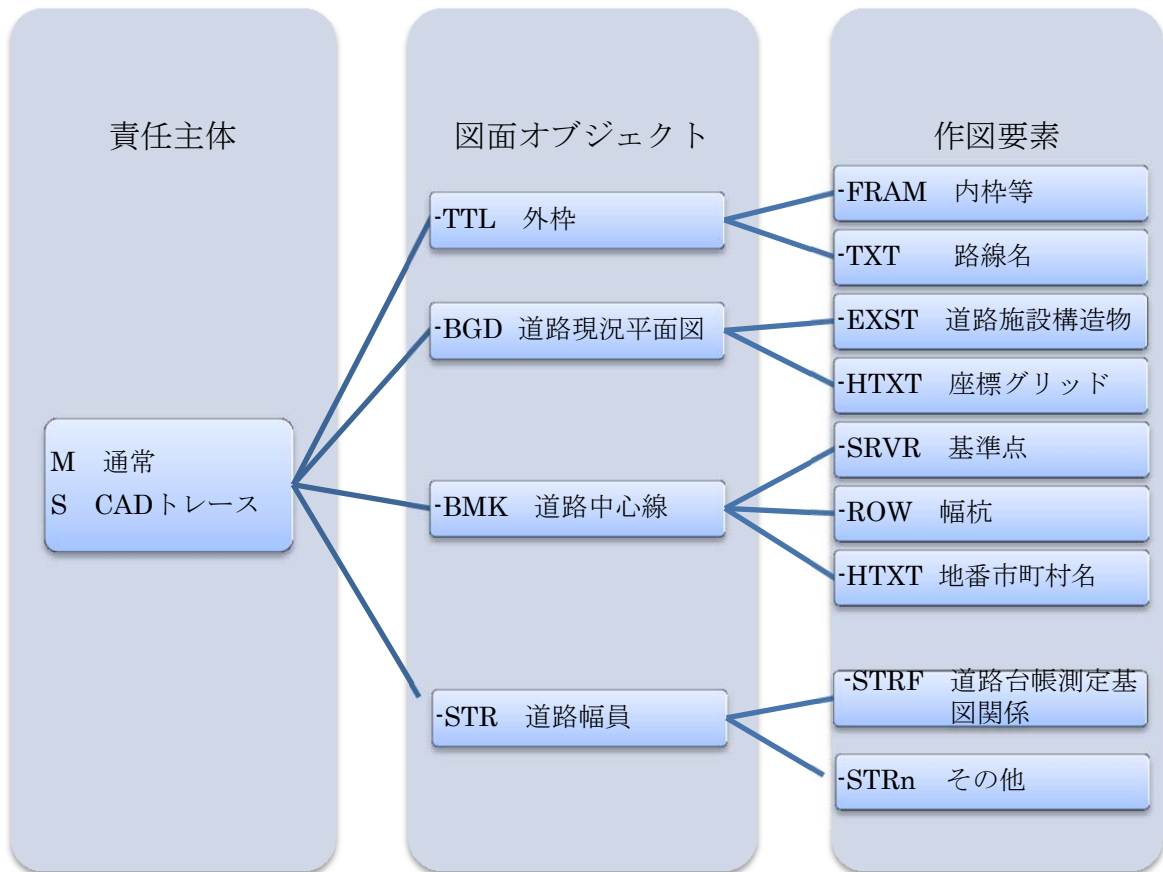 責任主体
M 通常
S CADトレース
図面オブジェクト
-TTL 外枠
-BGD 道路現況平面図
-BMK 道路中心線
-STR 道路幅員
作図要素
-FRAM 内枠等
-TXT 路線名
-EXST 道路施設構造物
-HTXT 座標グリッド
-SRVR 基準点
-ROW 幅杭
-HTXT 地番市町村名
-STRF 道路台帳測定基
図関係
-STRn その他